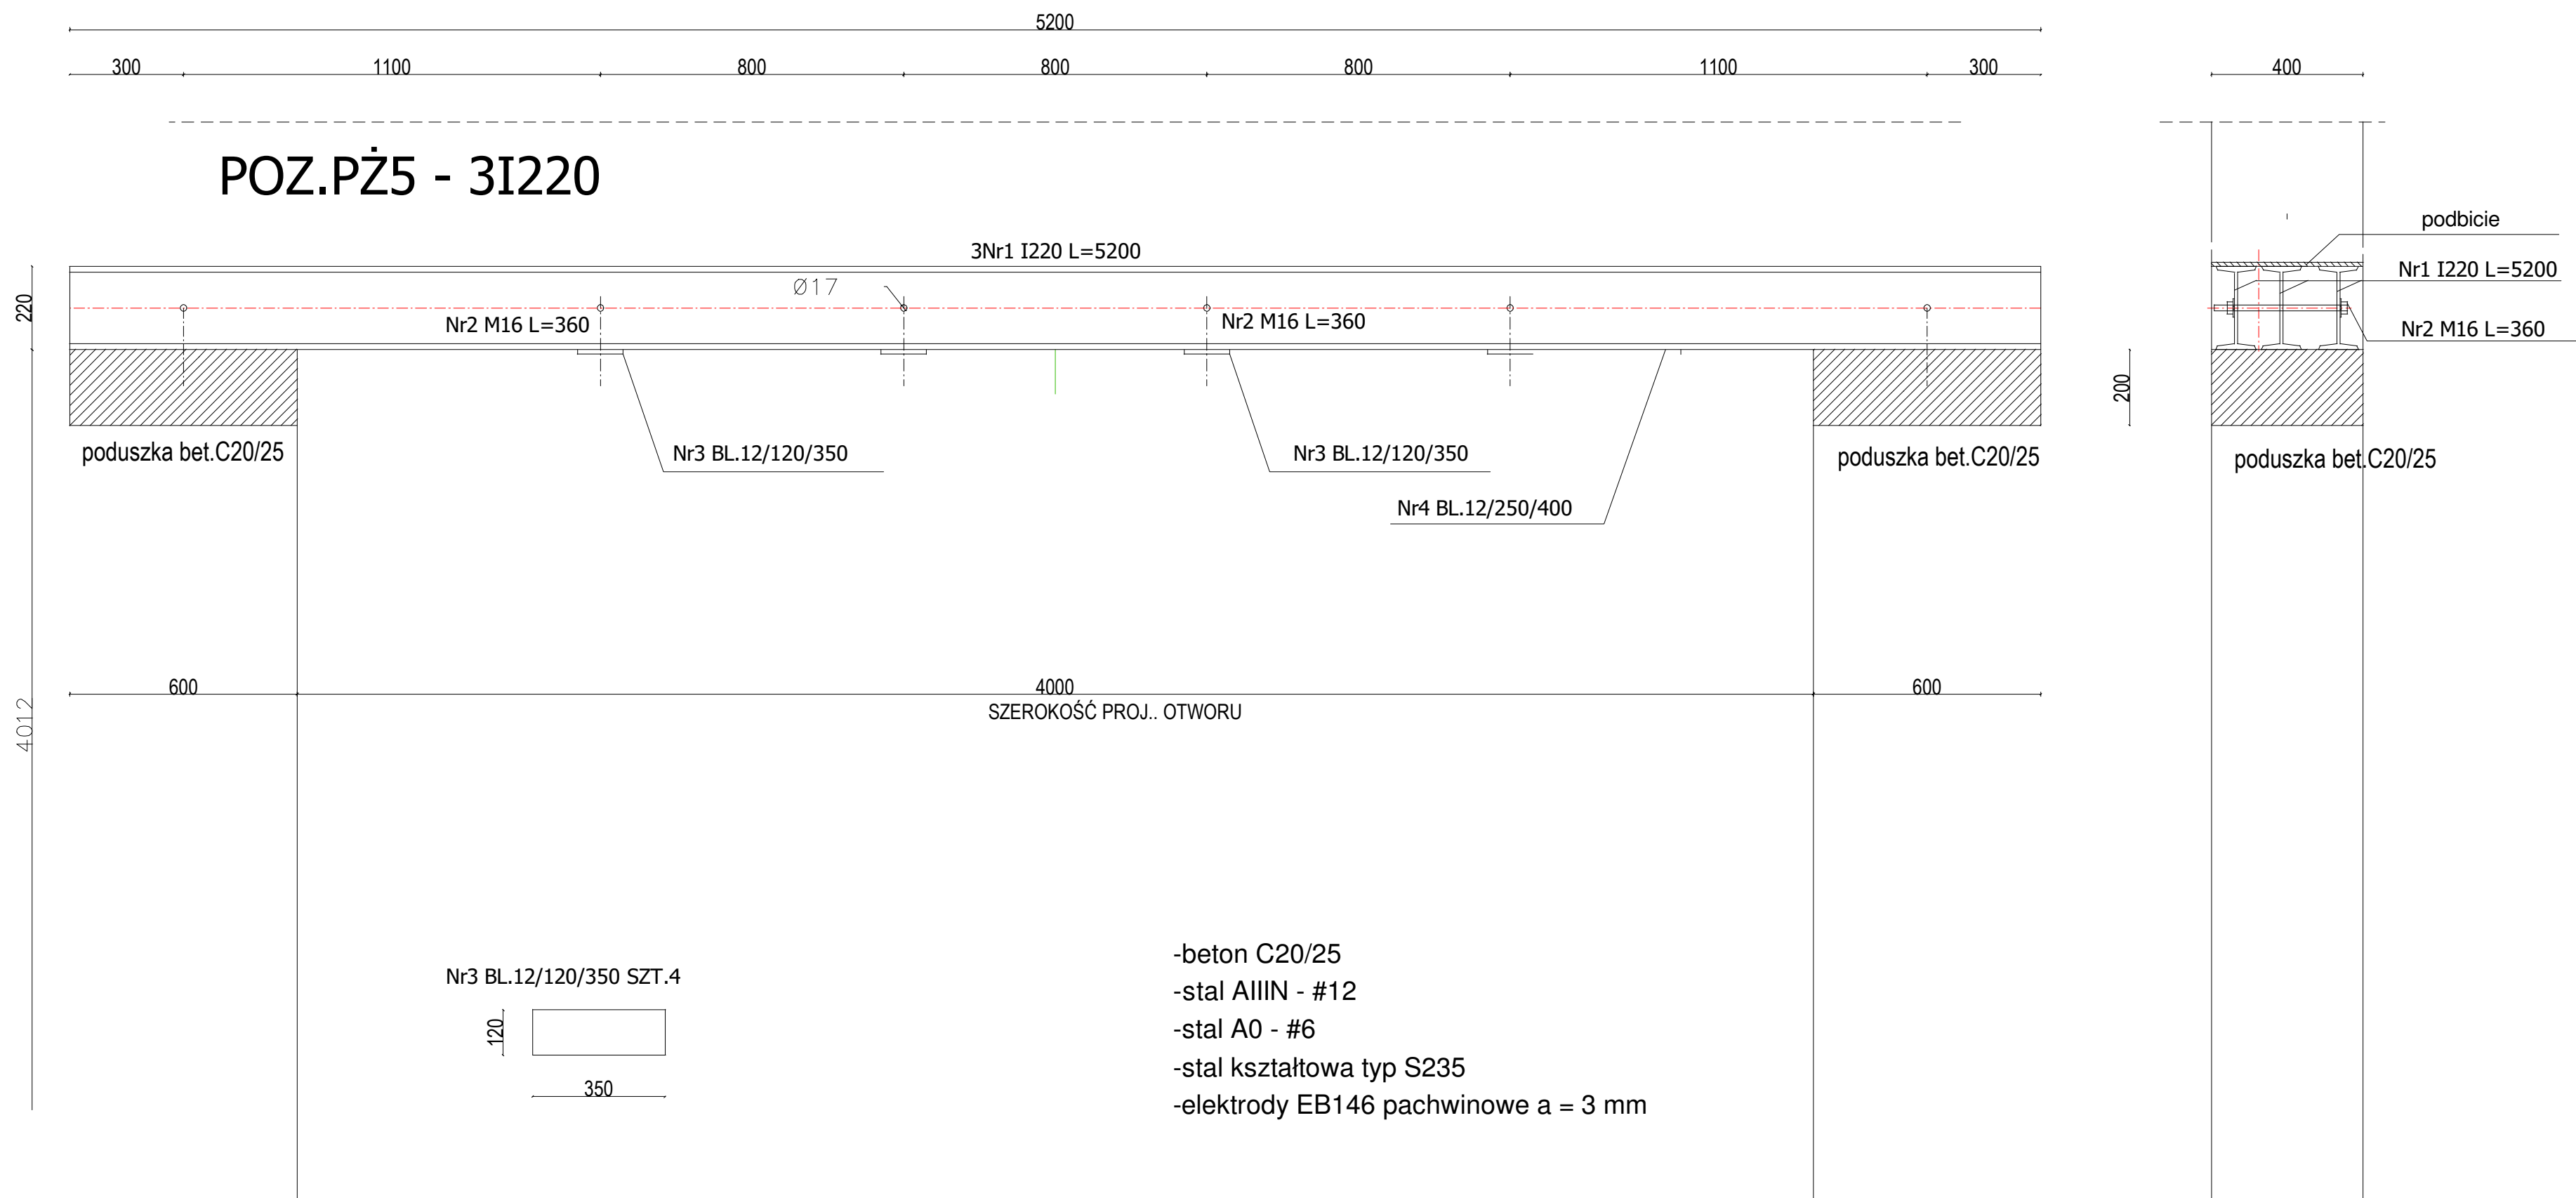 5200
300 1100 800 800 800 1100 300 400
POZ.PŻ5 - 3I220
podbicie
3Nr1 I220 L=5200
Nr1 I220 L=5200
Ø17
220
Nr2 M16 L=360
Nr2 M16 L=360
Nr2 M16 L=360
200
poduszka bet.C20/25
Nr3 BL.12/120/350
Nr3 BL.12/120/350
poduszka bet.C20/25
poduszka bet.C20/25
Nr4 BL.12/250/400
600 4000 600
SZEROKOŚĆ PROJ.. OTWORU
4012
Nr3 BL.12/120/350 SZT.4
120
350
-beton C20/25
-stal AIIIN - #12
-stal A0 - #6
-stal kształtowa typ S235
-elektrody EB146 pachwinowe a = 3 mm